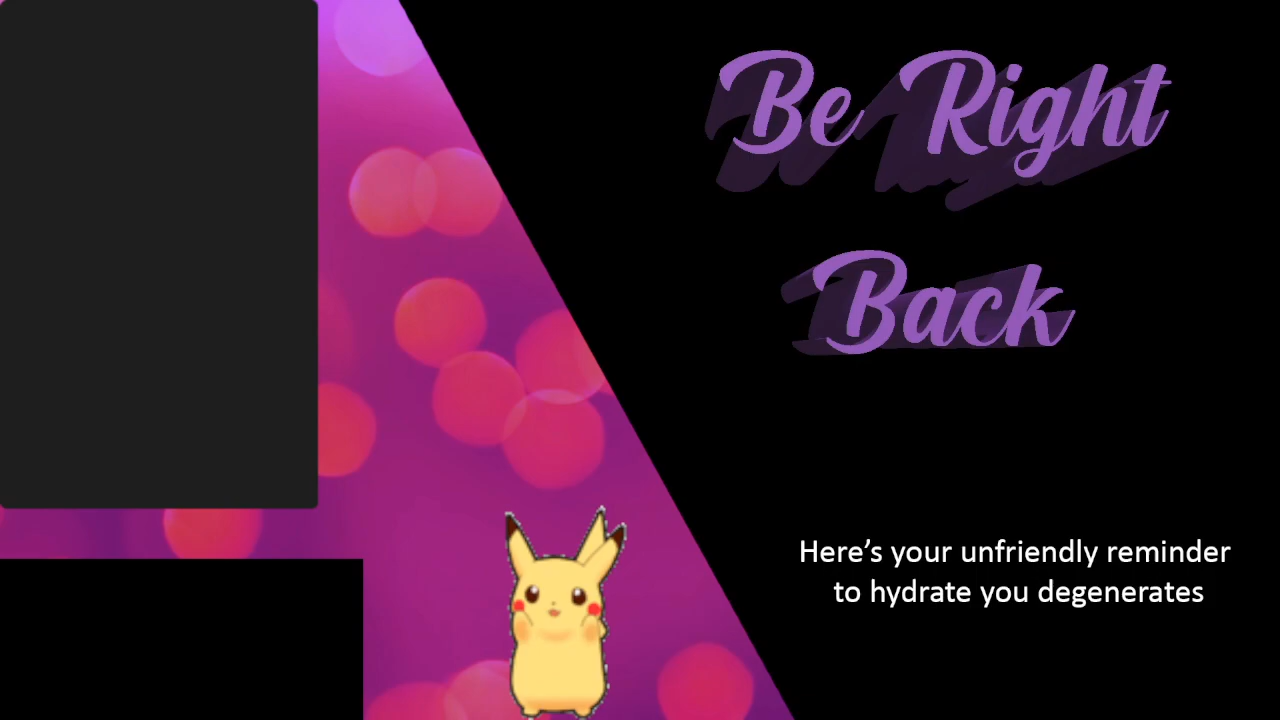 Be Right
Back
Here’s your unfriendly reminder
to hydrate you degenerates